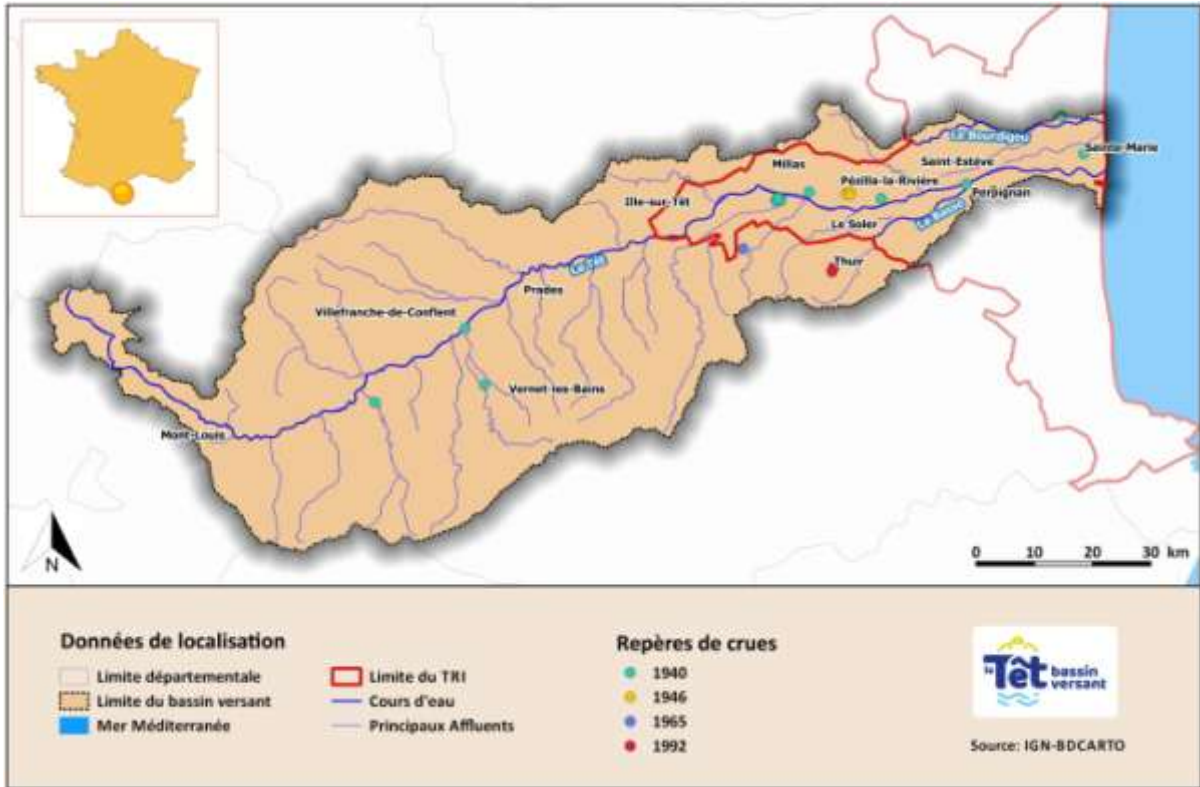 Le Bourdigou
Sainte-Marie
Millas
Saint-Estève
Pézilla-la-Rivière
Ille-sur-Têt
Perpignan
Le Soler
La Basse
Thuir
La Têt
Prades
Villefranche-de-Conflent
Vernet-les-Bains
Mont-Louis
N
0 10 20 30 km
Données de localisation
Limite départementale
Limite du bassin versant
Mer Méditerranée
Limite du TRI
Cours d'eau
Principaux Affluents
Repères de crues
1940
1946
1965
1992
la Têt bassin
versant
Source: IGN-BDCARTO